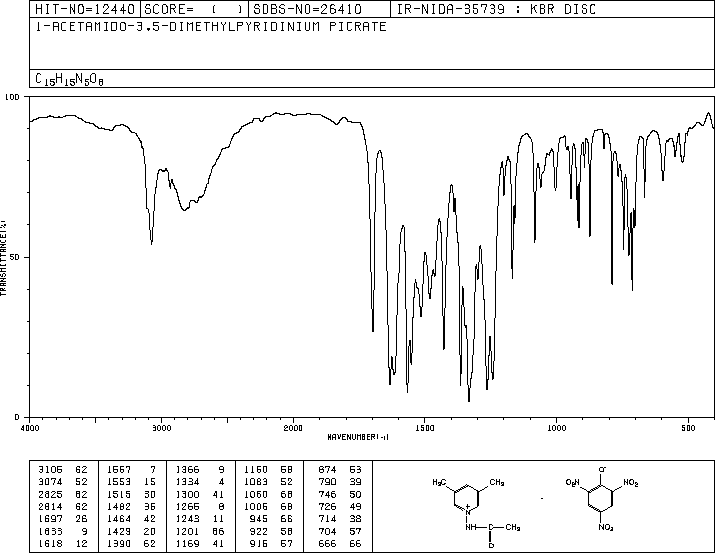 HIT-NO=12440 SCORE= ( ) SDBS-NO=26410 IR-NIDA-35739 : KBR DISC
1-ACETAMIDO-3,5-DIMETHYLPYRIDINIUM PICRATE
C15H15N5O8
100
50
0
TRANSMITTANCE(%)
4000 3000 2000 1500 1000 500
WAVENUMBER(-1)
3105 62 1567 7 1366 9 1160 68 874 53
3074 52 1553 15 1334 4 1083 52 790 39
2825 62 1515 30 1300 41 1060 68 746 50
2814 62 1482 36 1265 8 1006 68 726 49
1697 26 1464 42 1243 11 945 66 714 38
1633 9 1429 20 1201 66 922 58 704 57
1618 12 1390 62 1169 41 916 57 666 66
H3C CH3
N+
NH C CH3
O
O-
O2N NO2
NO2